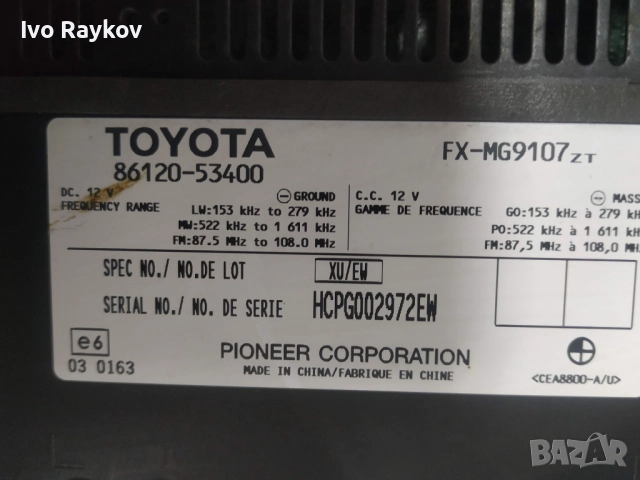 Ivo Raykov
TOYOTA
86120-53400
FX-MG9107ZT
DC. 12 V
⊖ GROUND
FREQUENCY RANGE
LW:153 kHz to 279 kHz
MW:522 kHz to 1 611 kHz
FM:87.5 MHz to 108.0 MHz
C.C. 12 V
⊖ MASS
GAMME DE FREQUENCE
GO:153 kHz à 279 kH
PO:522 kHz à 1 611 k
FM:87,5 MHz à 108,0 MH
SPEC NO./ NO.DE LOT
XU/EW
SERIAL NO./ NO. DE SERIE
HCPG002972EW
e6
03 0163
PIONEER CORPORATION
MADE IN CHINA/FABRIQUE EN CHINE
<CEA8800-A/U>
BAZAR